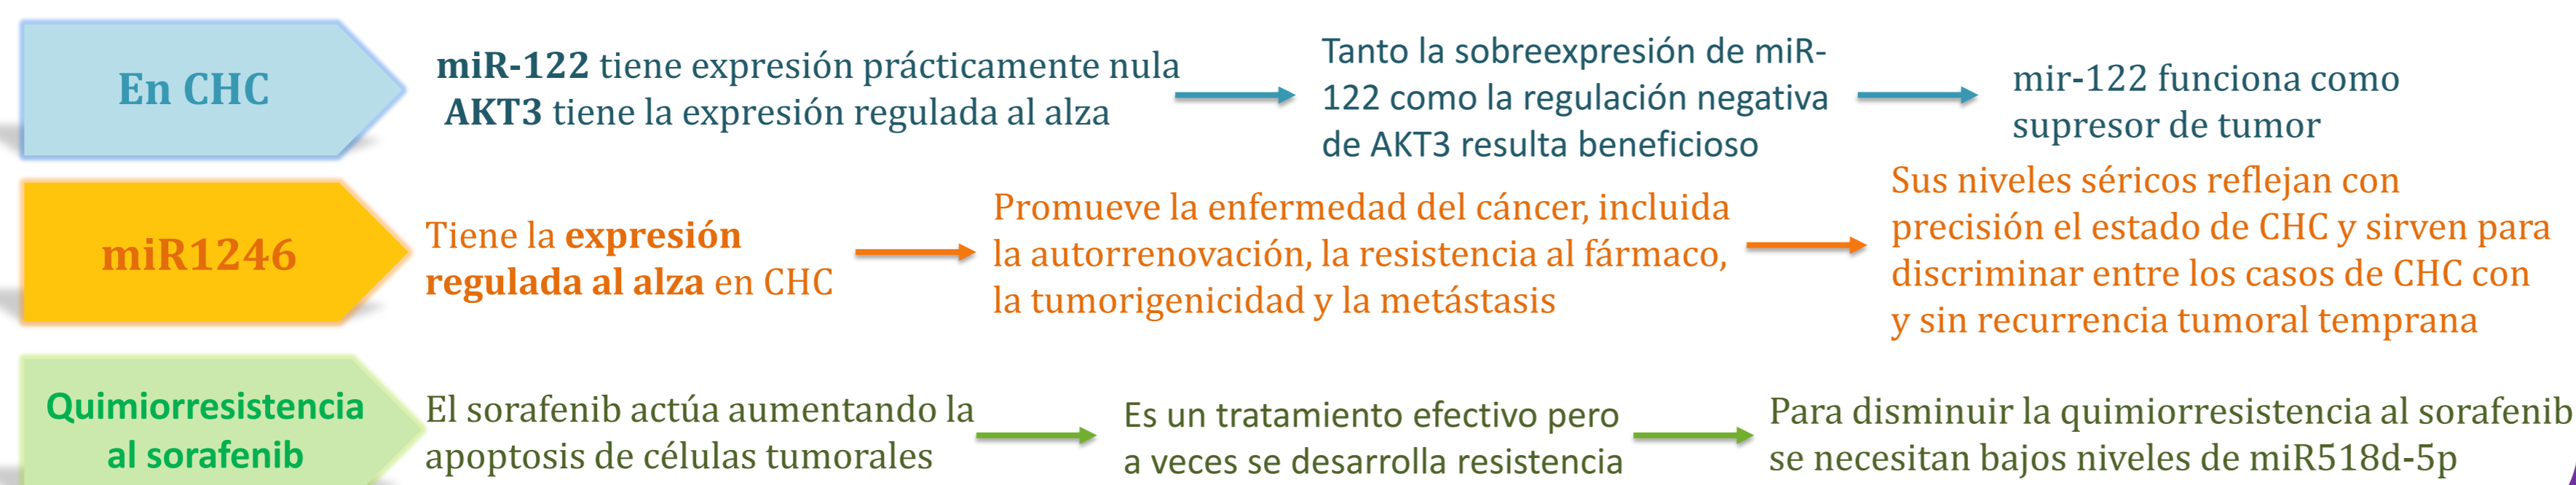 En CHC
miR-122 tiene expresión prácticamente nula
AKT3 tiene la expresión regulada al alza
Tanto la sobreexpresión de miR-
122 como la regulación negativa
de AKT3 resulta beneficioso
mir-122 funciona como
supresor de tumor
miR1246
Tiene la expresión
regulada al alza en CHC
Promueve la enfermedad del cáncer, incluida
la autorrenovación, la resistencia al fármaco,
la tumorigenicidad y la metástasis
Sus niveles séricos reflejan con
precisión el estado de CHC y sirven para
discriminar entre los casos de CHC con
y sin recurrencia tumoral temprana
Quimiorresistencia
al sorafenib
El sorafenib actúa aumentando la
apoptosis de células tumorales
Es un tratamiento efectivo pero
a veces se desarrolla resistencia
Para disminuir la quimiorresistencia al sorafenib
se necesitan bajos niveles de miR518d-5p